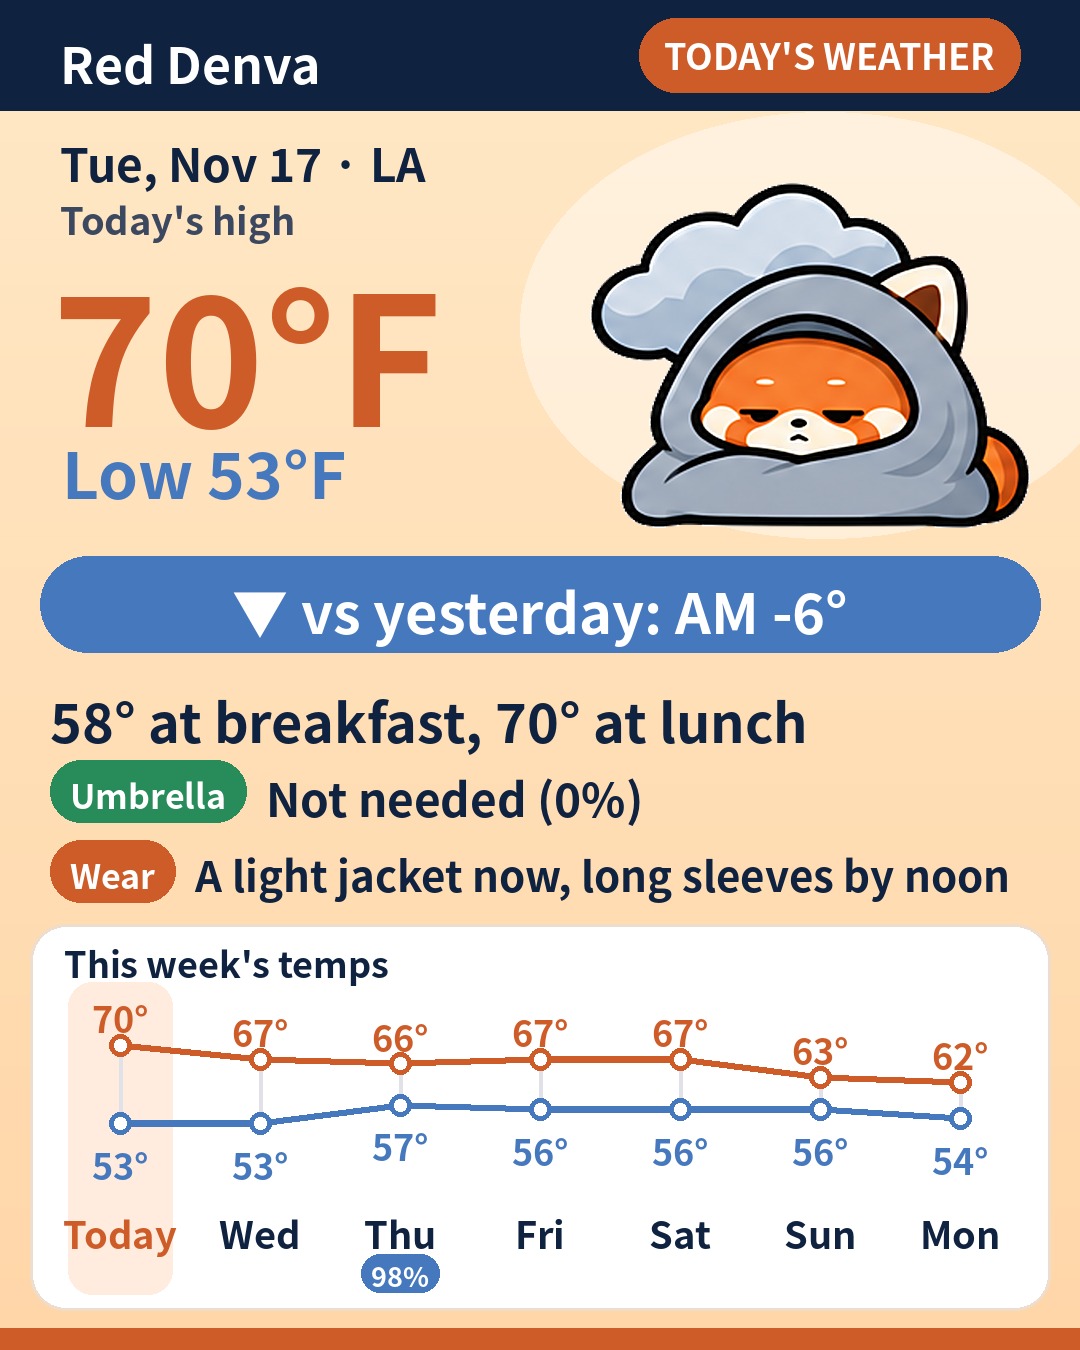 Red Denva
TODAY'S WEATHER
Tue, Nov 17 · LA
Today's high
70°F
Low 53°F
▼ vs yesterday: AM -6°
58° at breakfast, 70° at lunch
Umbrella Not needed (0%)
Wear A light jacket now, long sleeves by noon
This week's temps
70° 67° 66° 67° 67° 63° 62°
53° 53° 57° 56° 56° 56° 54°
Today Wed Thu Fri Sat Sun Mon
98%